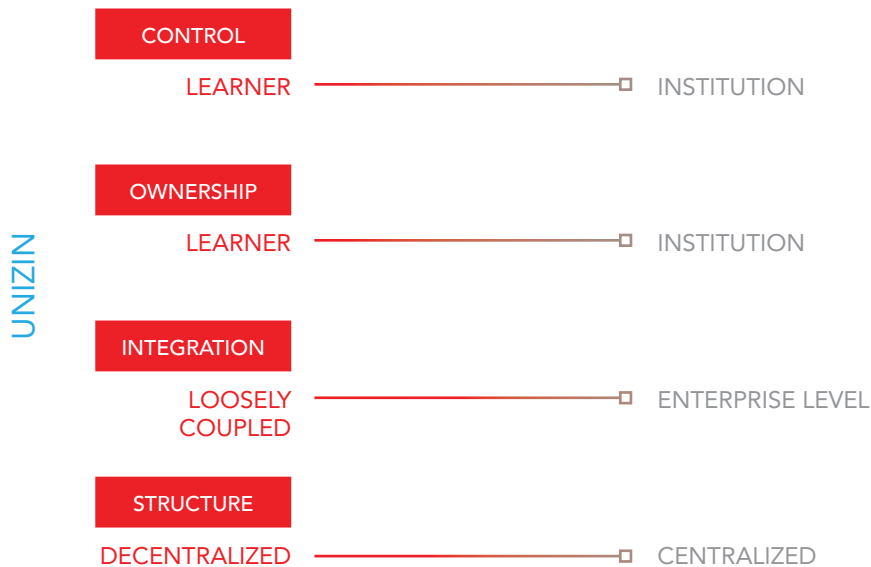 UNIZIN
CONTROL
LEARNER INSTITUTION
OWNERSHIP
LEARNER INSTITUTION
INTEGRATION
LOOSELY ENTERPRISE LEVEL
COUPLED
STRUCTURE
DECENTRALIZED CENTRALIZED